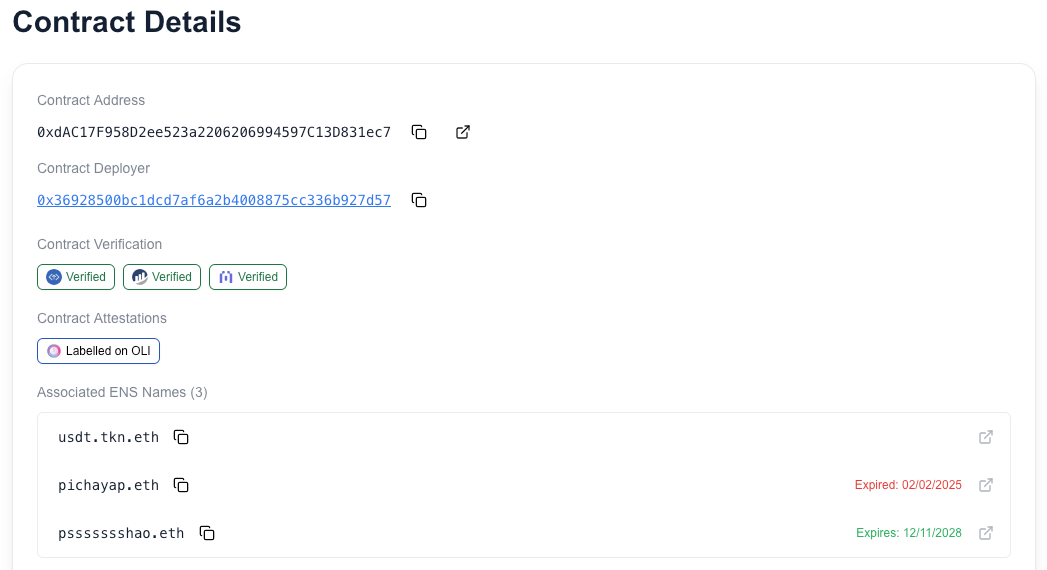 Contract Details
Contract Address
0xdAC17F958D2ee523a2206206994597C13D831ec7
Contract Deployer
0x36928500bc1dcd7af6a2b4008875cc336b927d57
Contract Verification
Verified Verified Verified
Contract Attestations
Labelled on OLI
Associated ENS Names (3)
usdt.tkn.eth
pichayap.eth Expired: 02/02/2025
psssssshao.eth Expires: 12/11/2028